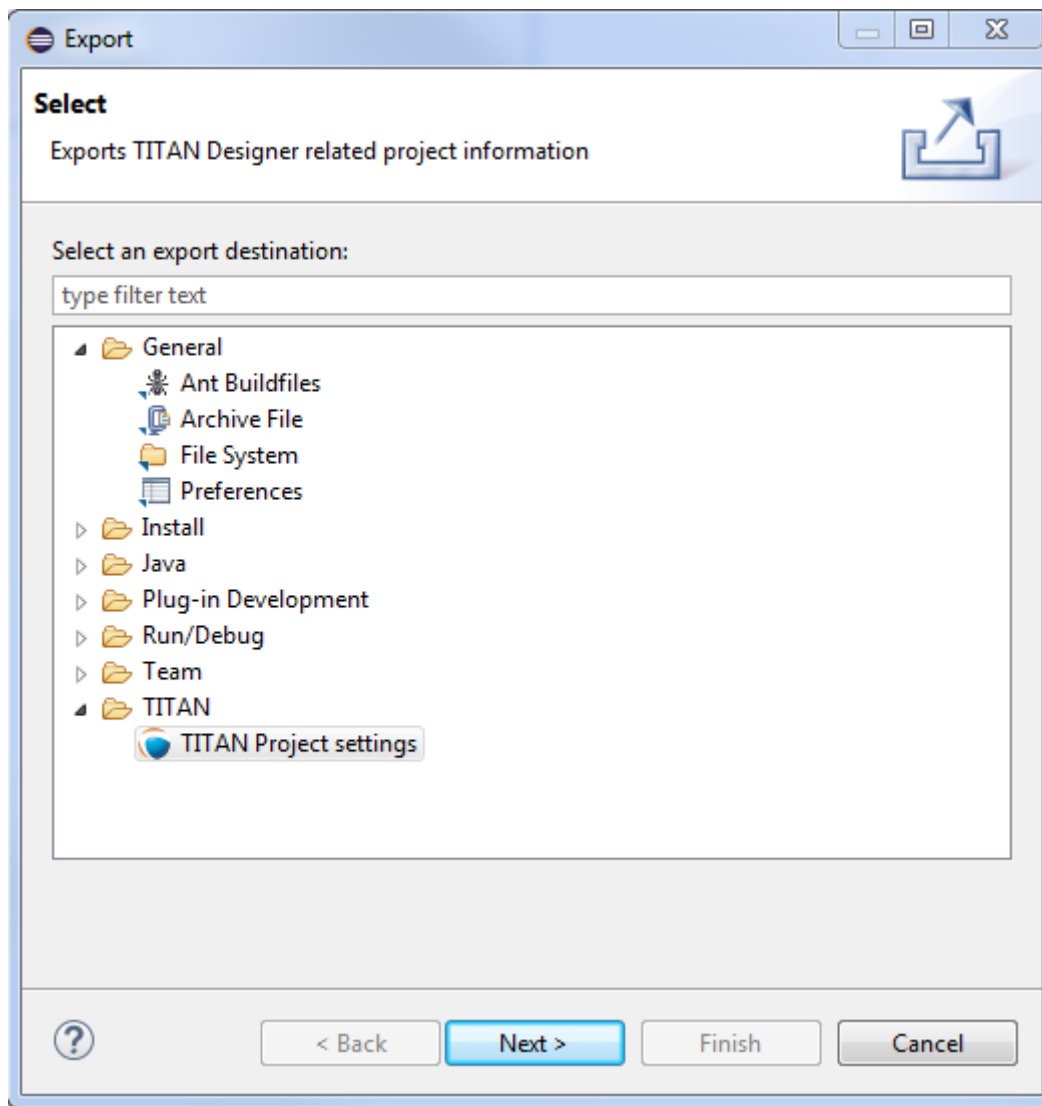 Export
Select
Exports TITAN Designer related project information
Select an export destination:
type filter text
General
Ant Buildfiles
Archive File
File System
Preferences
Install
Java
Plug-in Development
Run/Debug
Team
TITAN
TITAN Project settings
? < Back Next > Finish Cancel